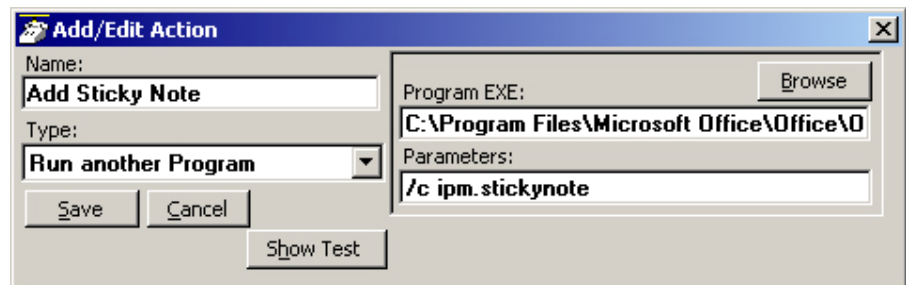 Add/Edit Action
Name:
Add Sticky Note
Type:
Run another Program
Save Cancel
Show Test
Browse
Program EXE:
C:\Program Files\Microsoft Office\Office\O
Parameters:
/c ipm.stickynote